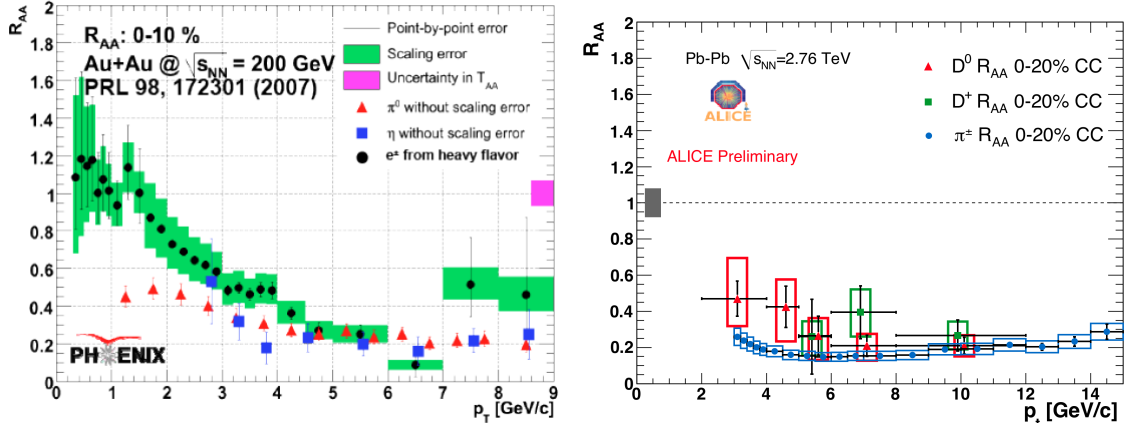 R_AA
2
1.8
1.6
1.4
1.2
1
0.8
0.6
0.4
0.2
0
R_AA: 0-10 %
Au+Au @ √s_NN = 200 GeV
PRL 98, 172301 (2007)
Point-by-point error
Scaling error
Uncertainty in T_AA
π⁰ without scaling error
η without scaling error
e± from heavy flavor
PH ENIX
0 1 2 3 4 5 6 7 8 9
p_T [GeV/c]
R_AA
2
1.8
1.6
1.4
1.2
1
0.8
0.6
0.4
0.2
0
Pb-Pb √s_NN=2.76 TeV
ALICE
ALICE Preliminary
D⁰ R_AA 0-20% CC
D⁺ R_AA 0-20% CC
π± R_AA 0-20% CC
0 2 4 6 8 10 12 14
p_t [GeV/c]